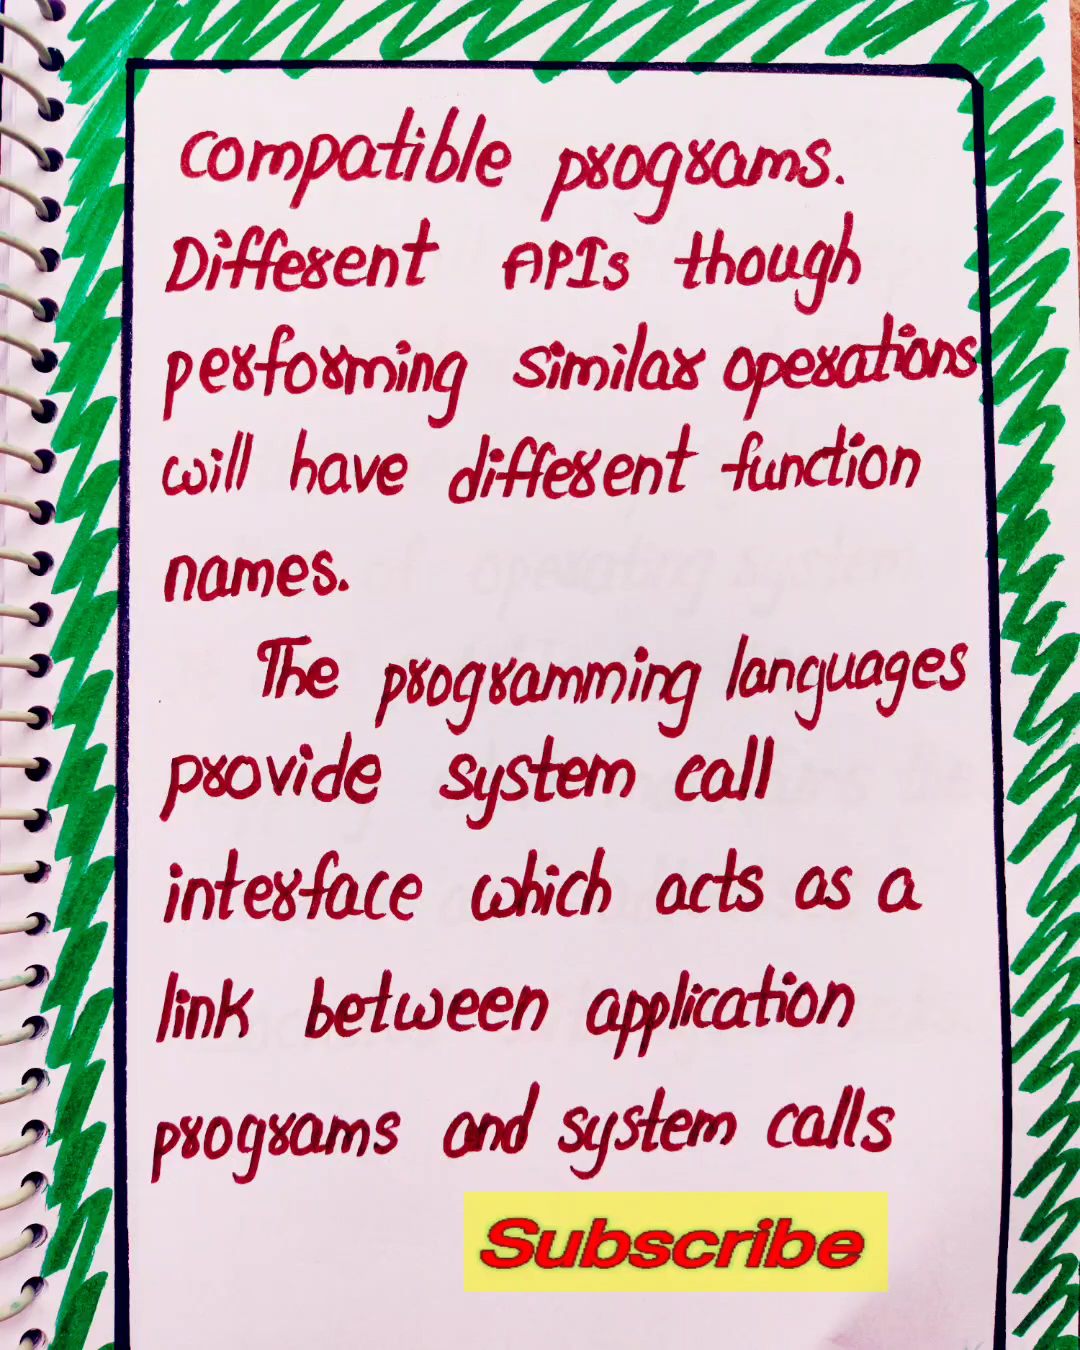 compatible programs.
Different APIs though
performing similar operations
will have different function
names.
The programming languages
provide system call
interface which acts as a
link between application
programs and system calls
Subscribe